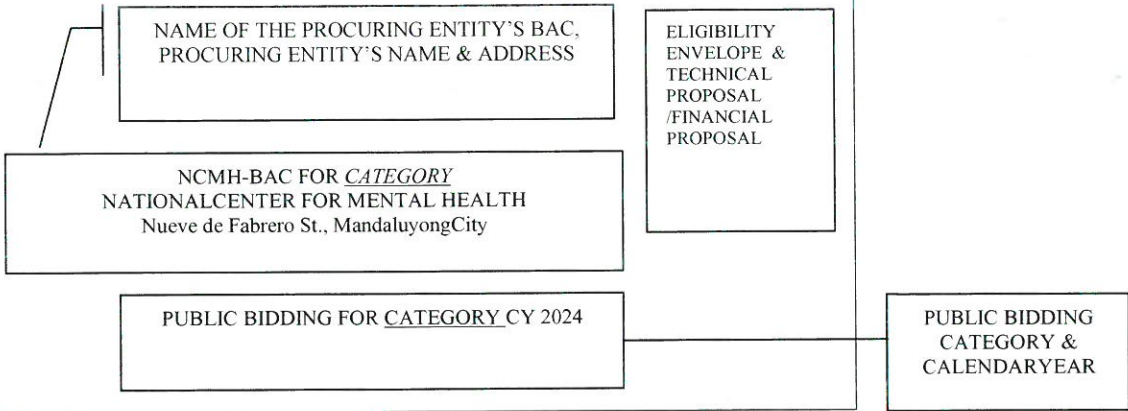 NAME OF THE PROCURING ENTITY'S BAC,
PROCURING ENTITY'S NAME & ADDRESS
ELIGIBILITY
ENVELOPE &
TECHNICAL
PROPOSAL
/FINANCIAL
PROPOSAL
NCMH-BAC FOR CATEGORY
NATIONALCENTER FOR MENTAL HEALTH
Nueve de Fabrero St., MandaluyongCity
PUBLIC BIDDING FOR CATEGORY CY 2024
PUBLIC BIDDING
CATEGORY &
CALENDARYEAR